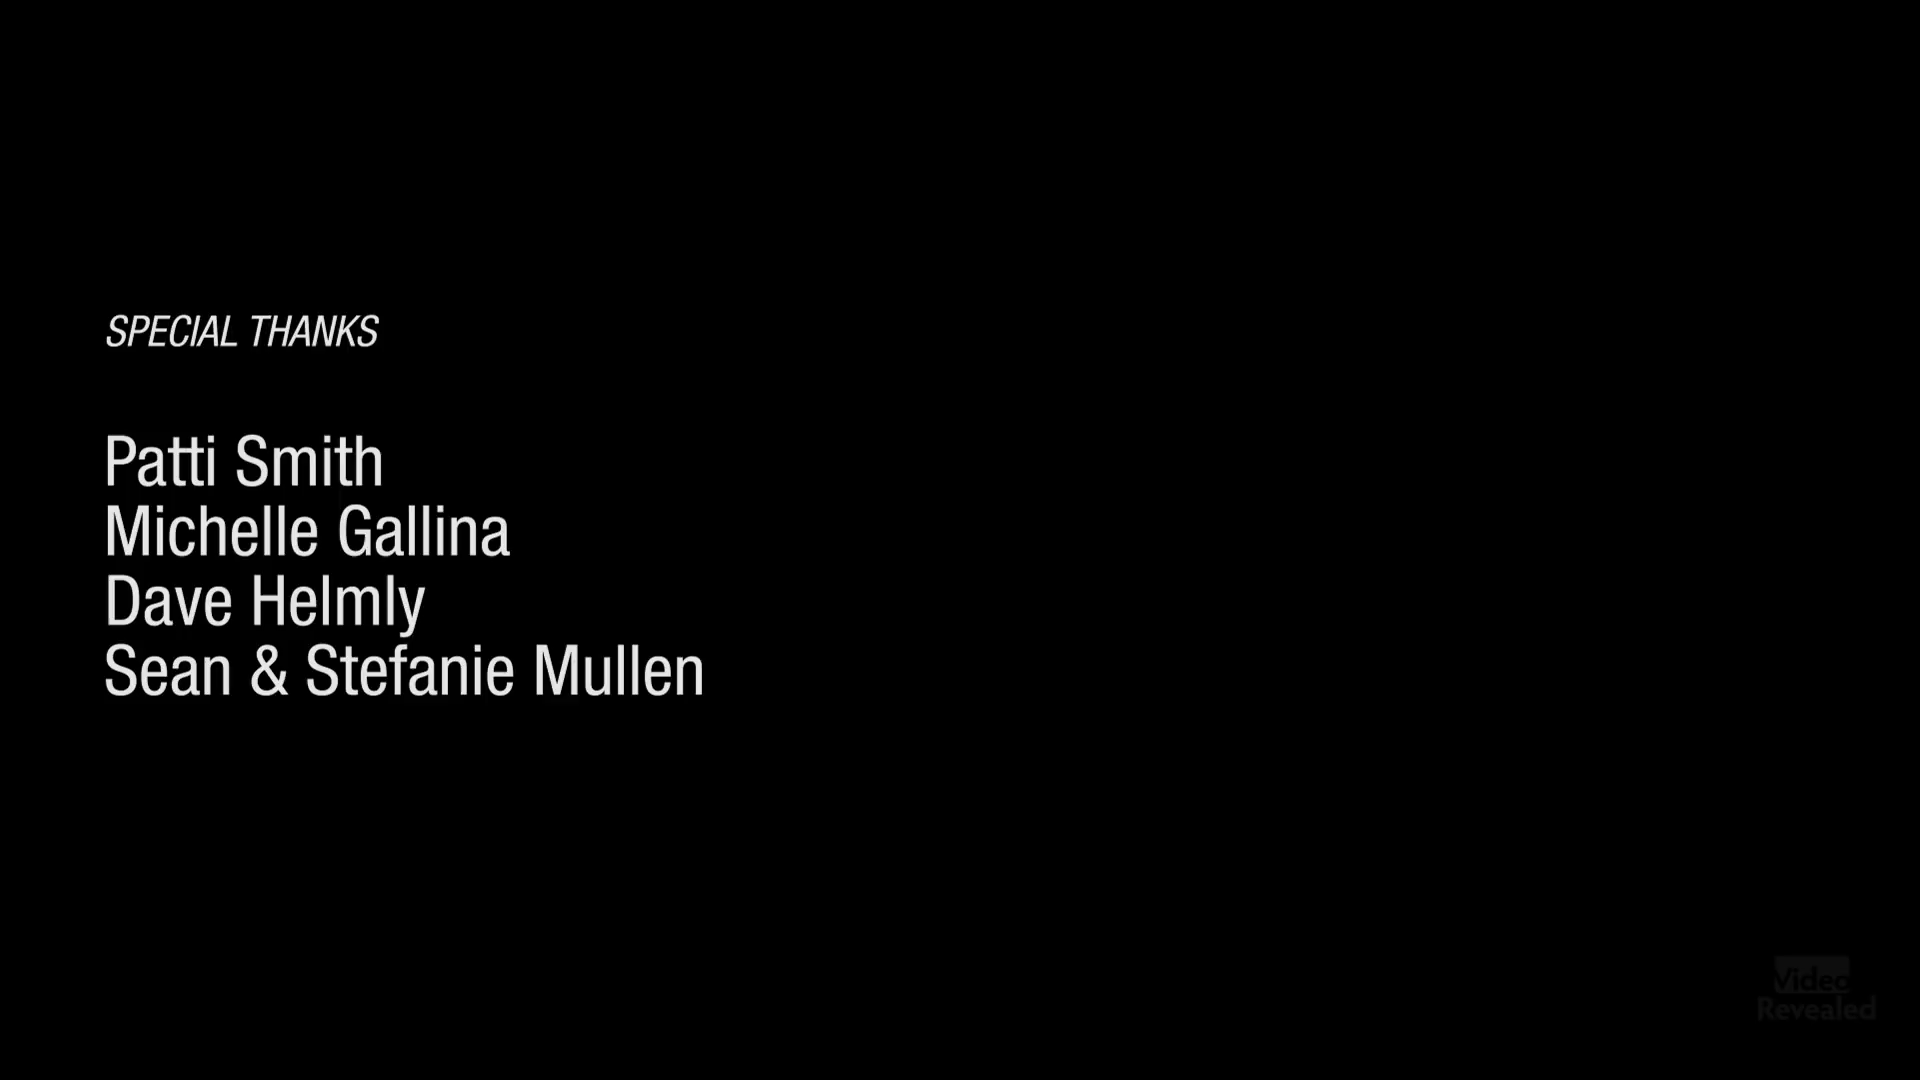 SPECIAL THANKS
Patti Smith
Michelle Gallina
Dave Helmly
Sean & Stefanie Mullen
Video
Revealed